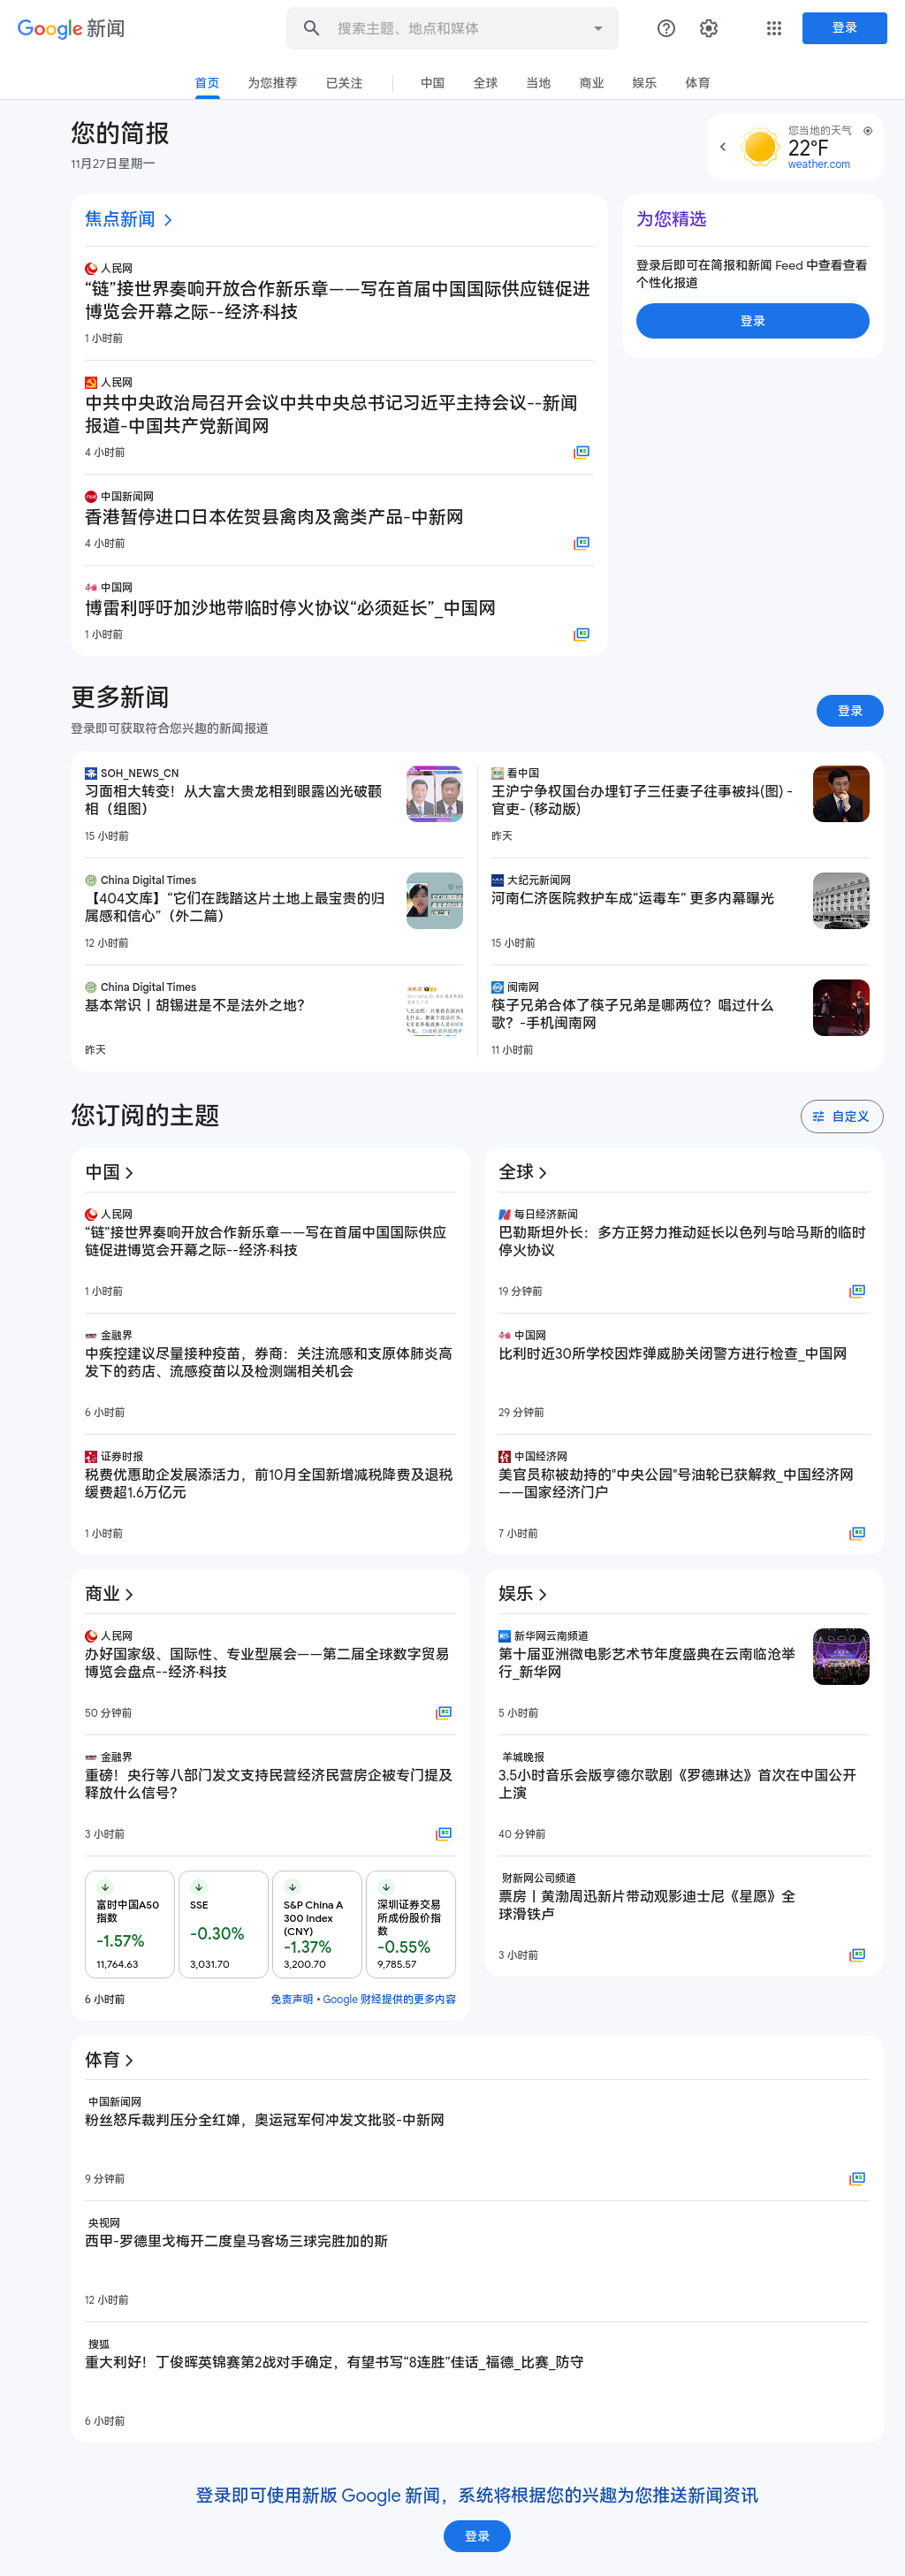 Google 新闻
搜索主题、地点和媒体
登录
首页
为您推荐
已关注
中国
全球
当地
商业
娱乐
体育
您的简报
11月27日星期一
您当地的天气
22°F
weather.com
焦点新闻
人民网
“链”接世界奏响开放合作新乐章——写在首届中国国际供应链促进
博览会开幕之际--经济·科技
1 小时前
人民网
中共中央政治局召开会议中共中央总书记习近平主持会议--新闻
报道-中国共产党新闻网
4 小时前
中国新闻网
香港暂停进口日本佐贺县禽肉及禽类产品-中新网
4 小时前
中国网
博雷利呼吁加沙地带临时停火协议“必须延长”_中国网
1 小时前
为您精选
登录后即可在简报和新闻 Feed 中查看查看
个性化报道
登录
更多新闻
登录即可获取符合您兴趣的新闻报道
登录
SOH_NEWS_CN
习面相大转变！从大富大贵龙相到眼露凶光破颧
相（组图）
15 小时前
China Digital Times
【404文库】“它们在践踏这片土地上最宝贵的归
属感和信心”（外二篇）
12 小时前
China Digital Times
基本常识丨胡锡进是不是法外之地？
昨天
看中国
王沪宁争权国台办埋钉子三任妻子往事被抖(图) -
官吏- (移动版)
昨天
大纪元新闻网
河南仁济医院救护车成“运毒车” 更多内幕曝光
15 小时前
闽南网
筷子兄弟合体了筷子兄弟是哪两位？唱过什么
歌？-手机闽南网
11 小时前
您订阅的主题
自定义
中国
人民网
“链”接世界奏响开放合作新乐章——写在首届中国国际供应
链促进博览会开幕之际--经济·科技
1 小时前
金融界
中疾控建议尽量接种疫苗，券商：关注流感和支原体肺炎高
发下的药店、流感疫苗以及检测端相关机会
6 小时前
证券时报
税费优惠助企发展添活力，前10月全国新增减税降费及退税
缓费超1.6万亿元
1 小时前
全球
每日经济新闻
巴勒斯坦外长：多方正努力推动延长以色列与哈马斯的临时
停火协议
19 分钟前
中国网
比利时近30所学校因炸弹威胁关闭警方进行检查_中国网
29 分钟前
中国经济网
美官员称被劫持的"中央公园"号油轮已获解救_中国经济网
——国家经济门户
7 小时前
商业
人民网
办好国家级、国际性、专业型展会——第二届全球数字贸易
博览会盘点--经济·科技
50 分钟前
金融界
重磅！央行等八部门发文支持民营经济民营房企被专门提及
释放什么信号？
3 小时前
富时中国A50
指数
-1.57%
11,764.63
SSE
-0.30%
3,031.70
S&P China A
300 Index
(CNY)
-1.37%
3,200.70
深圳证券交易
所成份股价指
数
-0.55%
9,785.57
6 小时前
免责声明 • Google 财经提供的更多内容
娱乐
新华网云南频道
第十届亚洲微电影艺术节年度盛典在云南临沧举
行_新华网
5 小时前
羊城晚报
3.5小时音乐会版亨德尔歌剧《罗德琳达》首次在中国公开
上演
40 分钟前
财新网公司频道
票房丨黄渤周迅新片带动观影迪士尼《星愿》全
球滑铁卢
3 小时前
体育
中国新闻网
粉丝怒斥裁判压分全红婵，奥运冠军何冲发文批驳-中新网
9 分钟前
央视网
西甲-罗德里戈梅开二度皇马客场三球完胜加的斯
12 小时前
搜狐
重大利好！丁俊晖英锦赛第2战对手确定，有望书写“8连胜”佳话_福德_比赛_防守
6 小时前
登录即可使用新版 Google 新闻，系统将根据您的兴趣为您推送新闻资讯
登录